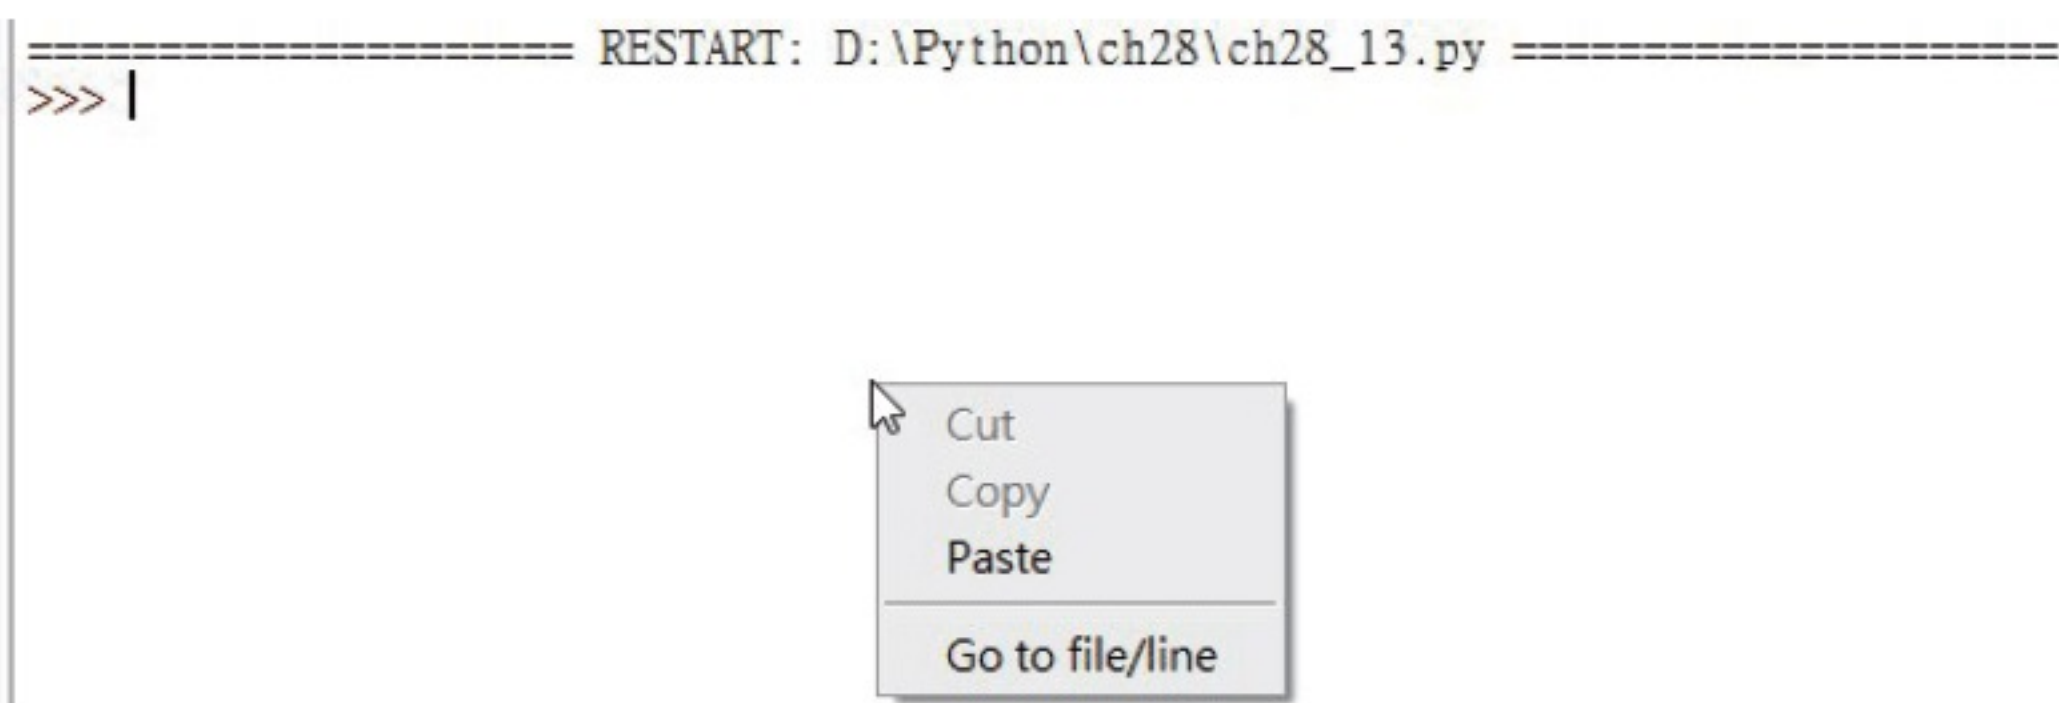 ===================== RESTART: D:\Python\ch28\ch28_13.py =====================
>>>
Cut
Copy
Paste
Go to file/line